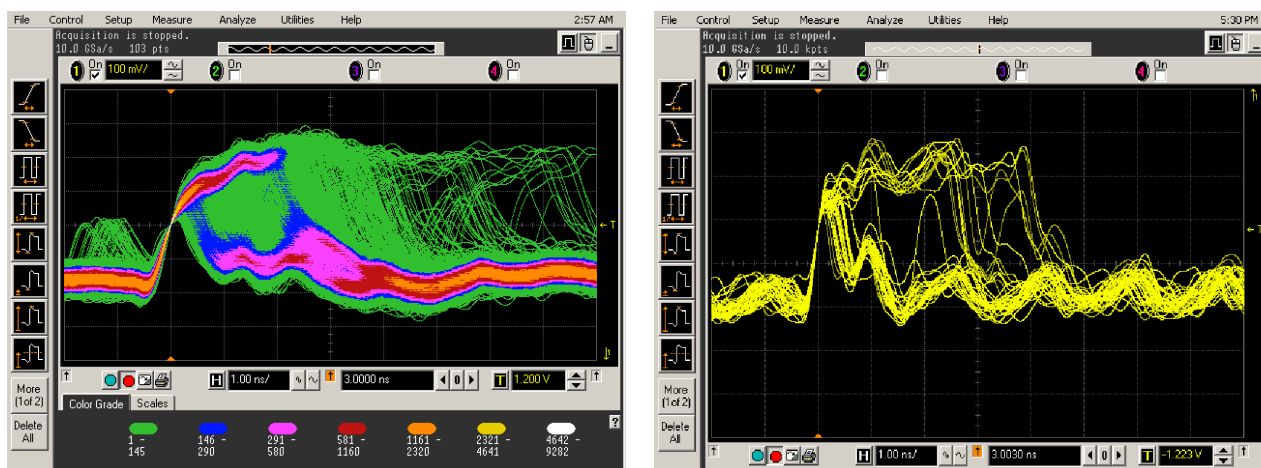 File Control Setup Measure Analyze Utilities Help 2:57 AM
Acquisition is stopped.
10.0 GSa/s 103 pts
1 On 100 mV/ 2 On 3 On 4 On
T
H 1.00 ns/ 3.0000 ns 0 T 1.200 V
More
(1of 2)
Delete
All
Color Grade Scales
?
1 - 146 - 291 - 581 - 1161 - 2321 - 4642 -
145 290 580 1160 2320 4641 9282
File Control Setup Measure Analyze Utilities Help 5:30 PM
Acquisition is stopped.
10.0 GSa/s 10.0 kpts
1 On 100 mV/ 2 On 3 On 4 On
T
More
(1of 2)
Delete
All
H 1.00 ns/ 3.0030 ns 0 T -1.223 V